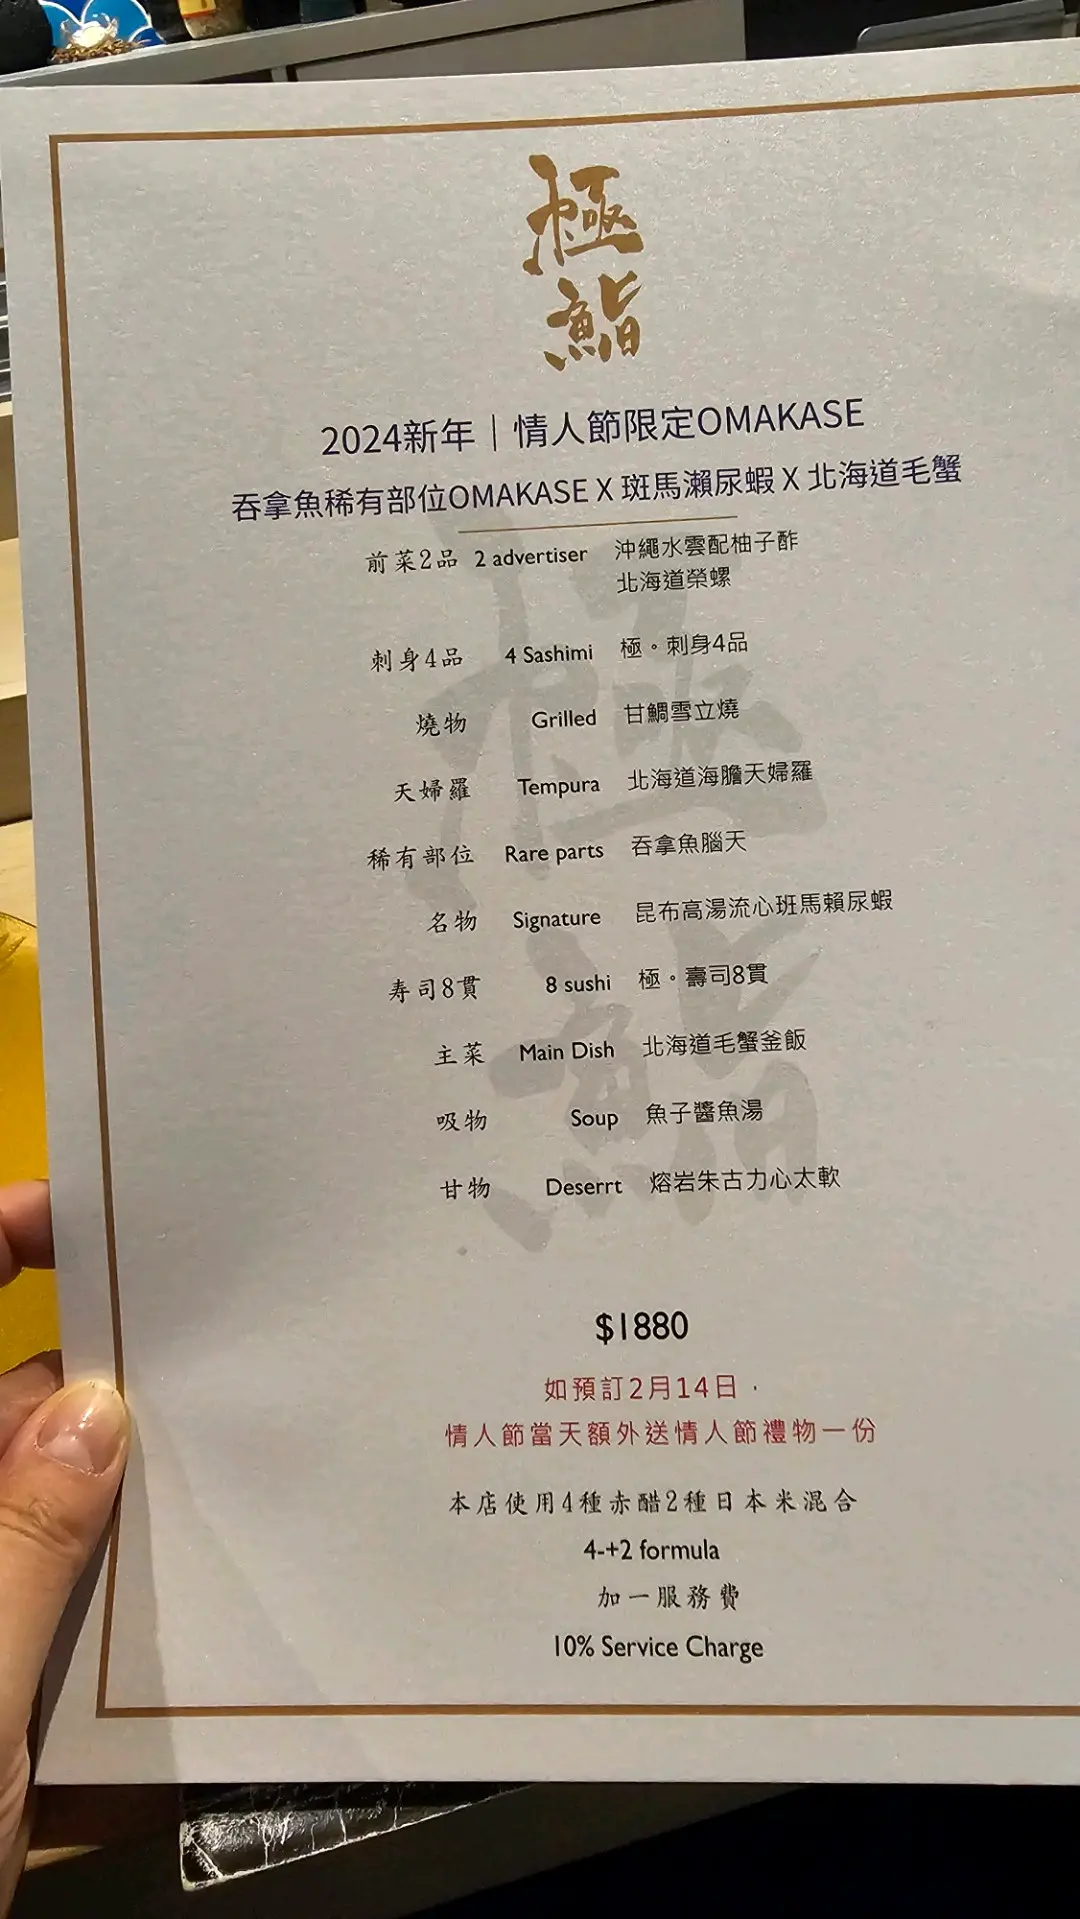 極
鮨
2024新年｜情人節限定OMAKASE
吞拿魚稀有部位OMAKASE X 斑馬瀨尿蝦 X 北海道毛蟹
前菜2品 2 advertiser 沖繩水雲配柚子酢
北海道榮螺
刺身4品 4 Sashimi 極。刺身4品
燒物 Grilled 甘鯛雪立燒
天婦羅 Tempura 北海道海膽天婦羅
稀有部位 Rare parts 吞拿魚腦天
名物 Signature 昆布高湯流心班馬賴尿蝦
寿司8貫 8 sushi 極。壽司8貫
主菜 Main Dish 北海道毛蟹釜飯
吸物 Soup 魚子醬魚湯
甘物 Deserrt 熔岩朱古力心太軟
$1880
如預訂2月14日，
情人節當天額外送情人節禮物一份
本店使用4種赤醋2種日本米混合
4-+2 formula
加一服務費
10% Service Charge